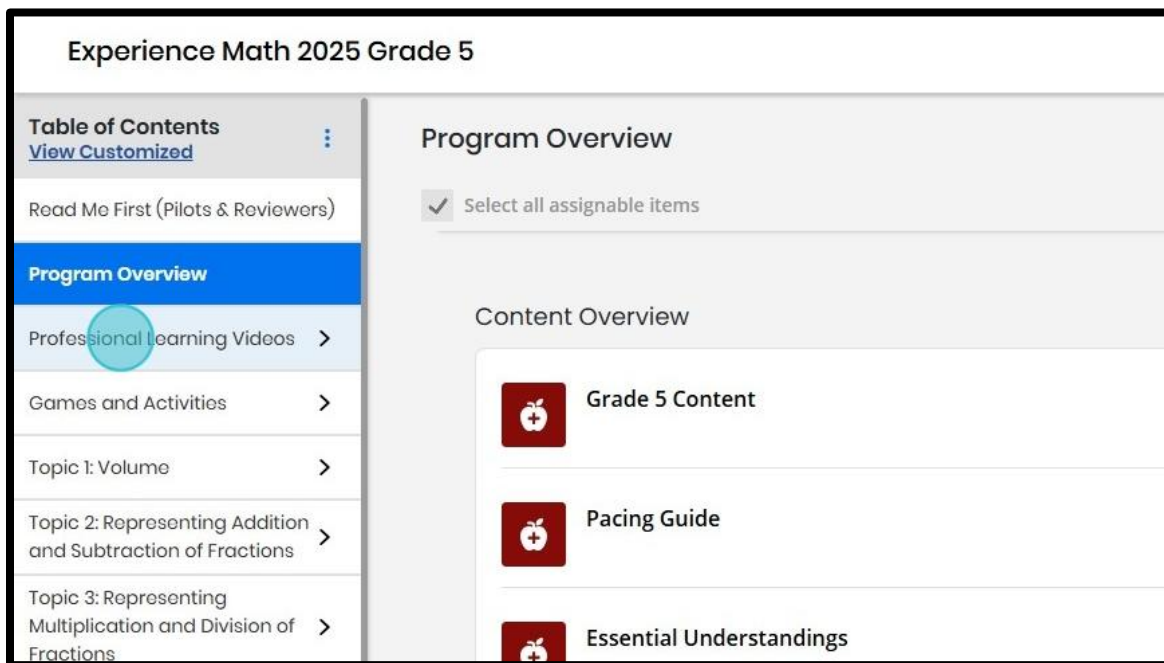 Experience Math 2025 Grade 5
Table of Contents
View Customized
Read Me First (Pilots & Reviewers)
Program Overview
Professional Learning Videos
Games and Activities
Topic 1: Volume
Topic 2: Representing Addition
and Subtraction of Fractions
Topic 3: Representing
Multiplication and Division of
Fractions
Program Overview
Select all assignable items
Content Overview
Grade 5 Content
Pacing Guide
Essential Understandings